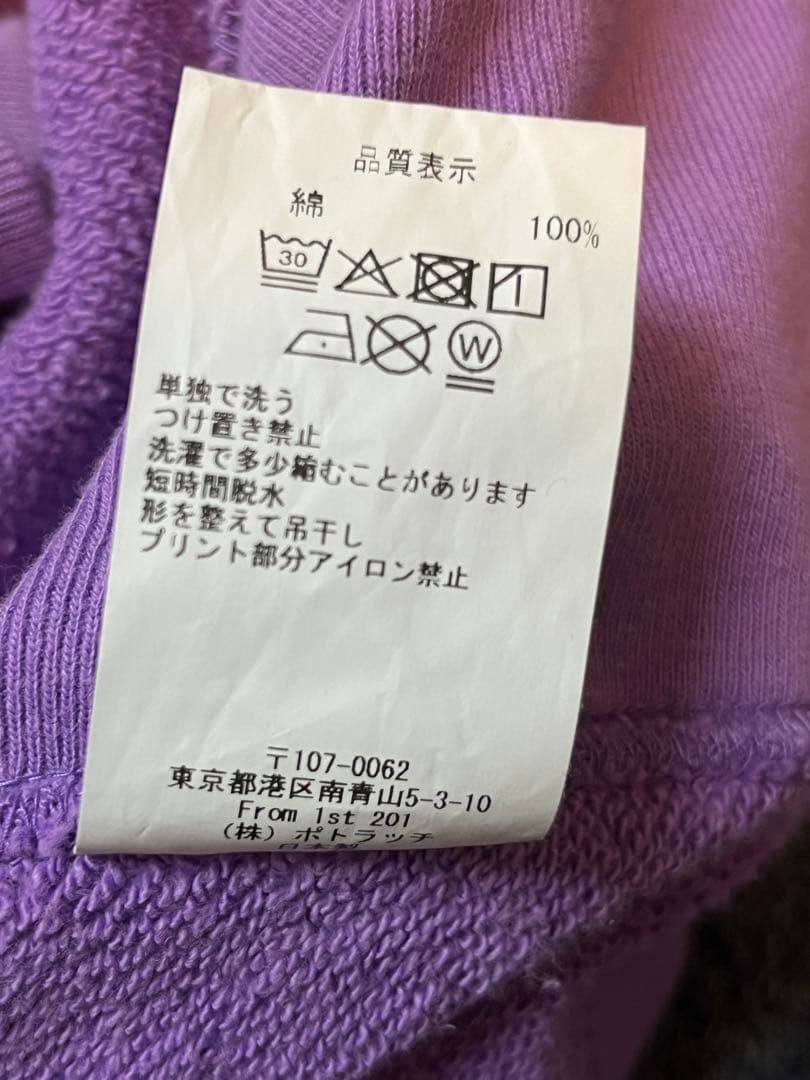 品質表示
綿 100%
30
W
単独で洗う
つけ置き禁止
洗濯で多少縮むことがあります
短時間脱水
形を整えて吊干し
プリント部分アイロン禁止
〒107-0062
東京都港区南青山5-3-10
From 1st 201
(株) ポトラッチ
日本製